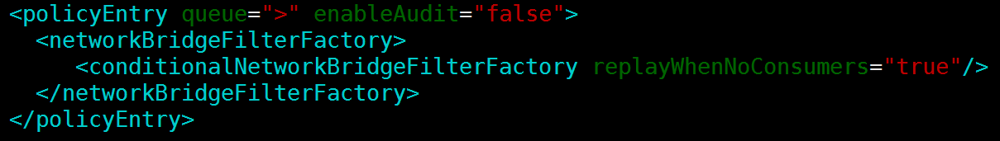 <policyEntry queue=">" enableAudit="false">
<networkBridgeFilterFactory>
<conditionalNetworkBridgeFilterFactory replayWhenNoConsumers="true"/>
</networkBridgeFilterFactory>
</policyEntry>